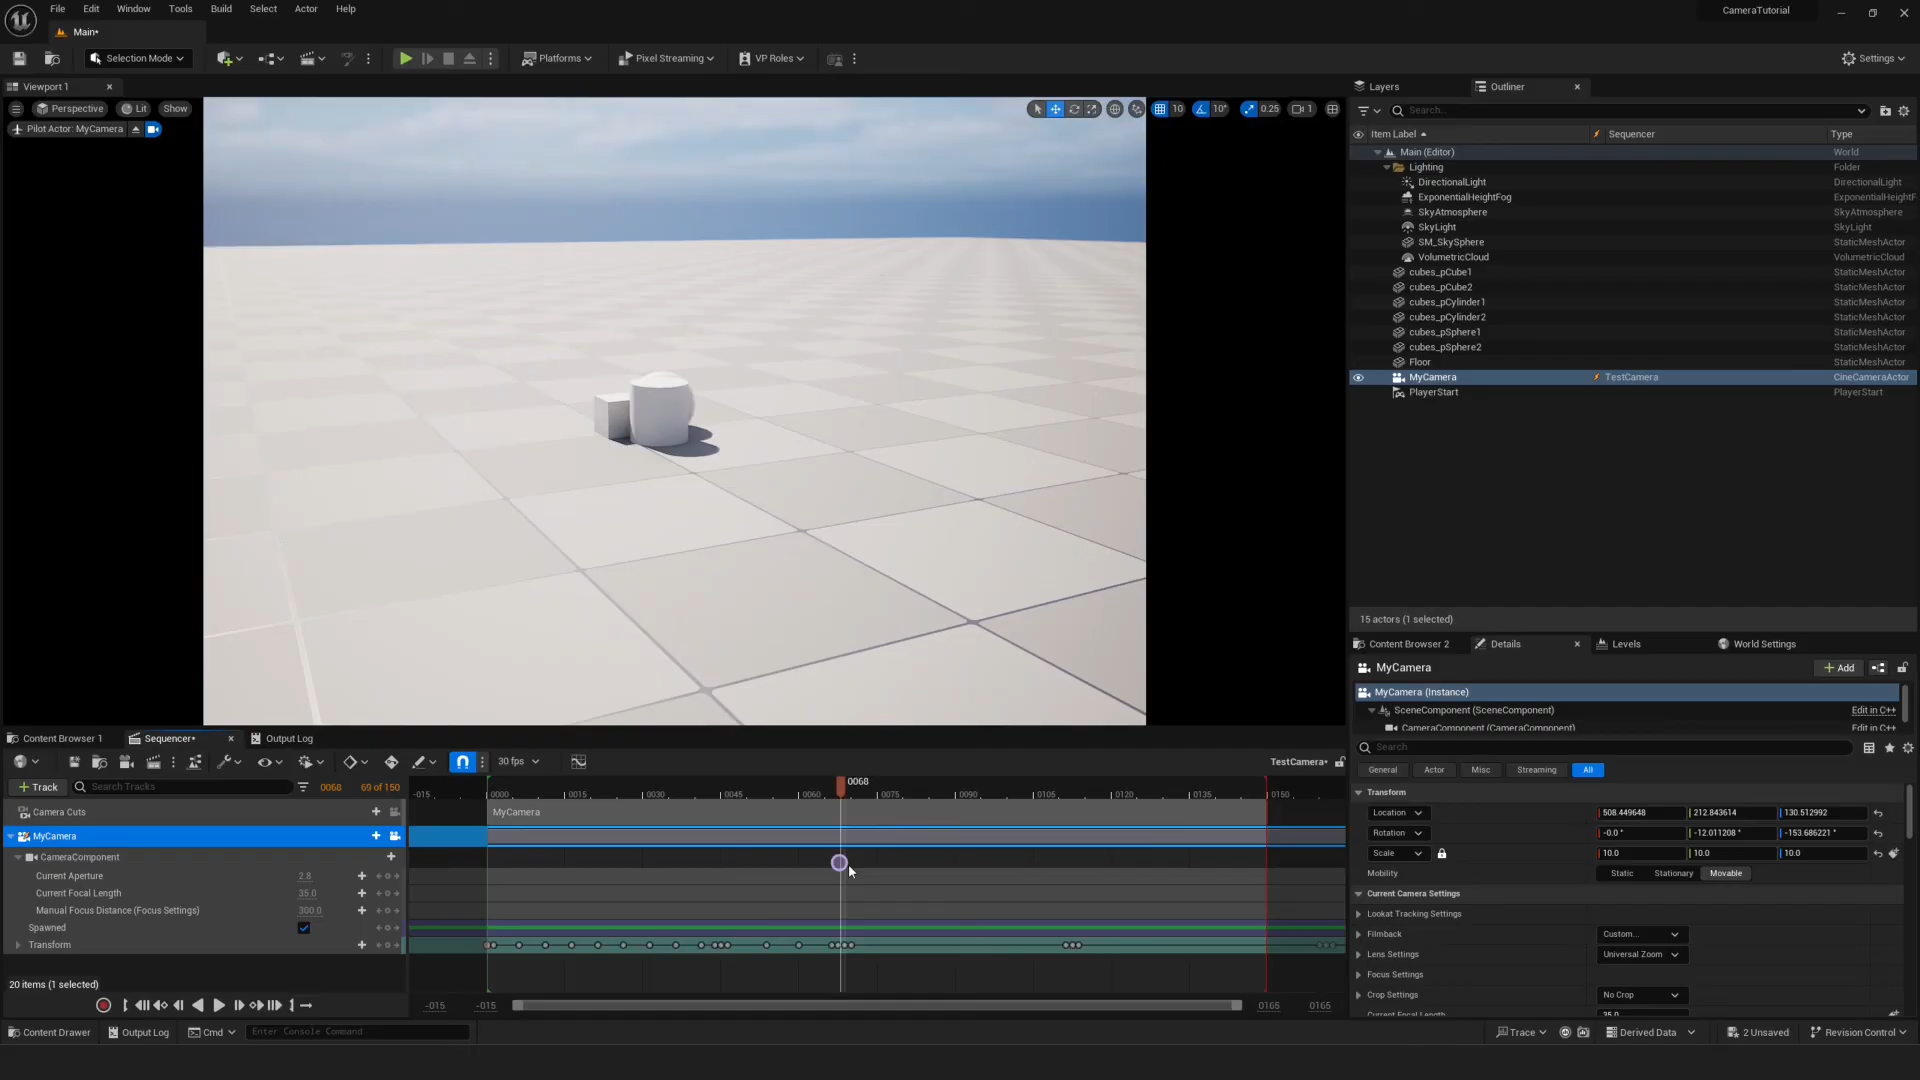 File Edit Window Tools Build Select Actor Help
CameraTutorial
Main*
Selection Mode
Platforms
Pixel Streaming
VP Roles
Settings
Viewport 1
Layers
Outliner
Perspective
Lit
Show
10
10°
0.25
1
Search...
Pilot Actor: MyCamera
Item Label
Sequencer
Type
Main (Editor) World
Lighting Folder
DirectionalLight DirectionalLight
ExponentialHeightFog ExponentialHeightF
SkyAtmosphere SkyAtmosphere
SkyLight SkyLight
SM_SkySphere StaticMeshActor
VolumetricCloud VolumetricCloud
cubes_pCube1 StaticMeshActor
cubes_pCube2 StaticMeshActor
cubes_pCylinder1 StaticMeshActor
cubes_pCylinder2 StaticMeshActor
cubes_pSphere1 StaticMeshActor
cubes_pSphere2 StaticMeshActor
Floor StaticMeshActor
MyCamera TestCamera CineCameraActor
PlayerStart PlayerStart
15 actors (1 selected)
Content Browser 2
Details
Levels
World Settings
MyCamera
Add
MyCamera (Instance)
SceneComponent (SceneComponent) Edit in C++
CameraComponent (CameraComponent) Edit in C++
Search
General Actor Misc Streaming All
Transform
Location 508.449648 212.843614 130.512992
Rotation -0.0 ° -12.011208 ° -153.686221 °
Scale 10.0 10.0 10.0
Mobility Static Stationary Movable
Current Camera Settings
Lookat Tracking Settings
Filmback Custom...
Lens Settings Universal Zoom
Focus Settings
Crop Settings No Crop
Current Focal Length 35.0
Content Browser 1
Sequencer*
Output Log
30 fps
TestCamera*
Track
Search Tracks
0068
69 of 150
0068
-015 0000 0015 0030 0045 0060 0075 0090 0105 0120 0135 0150
Camera Cuts
MyCamera
MyCamera
CameraComponent
Current Aperture 2.8
Current Focal Length 35.0
Manual Focus Distance (Focus Settings) 300.0
Spawned
Transform
20 items (1 selected)
-015 -015 0165 0165
Content Drawer
Output Log
Cmd
Enter Console Command
Trace
Derived Data
2 Unsaved
Revision Control